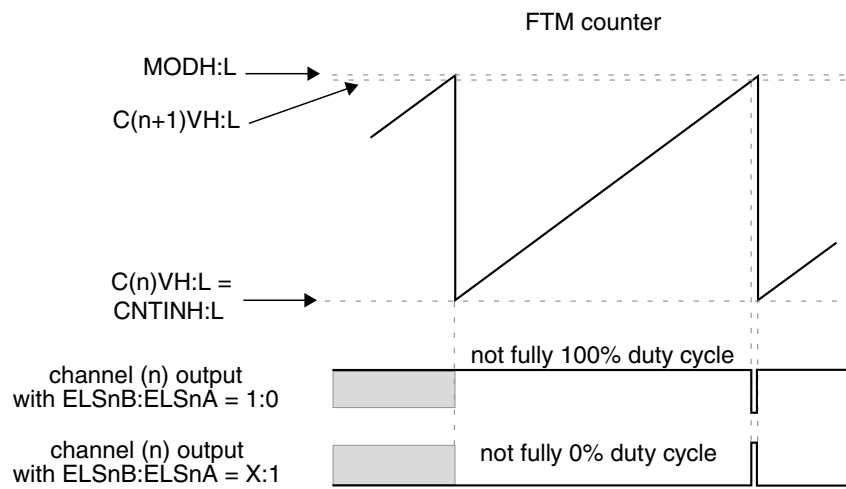 FTM counter
MODH:L
C(n+1)VH:L
C(n)VH:L =
CNTINH:L
not fully 100% duty cycle
channel (n) output
with ELSnB:ELSnA = 1:0
channel (n) output
with ELSnB:ELSnA = X:1
not fully 0% duty cycle